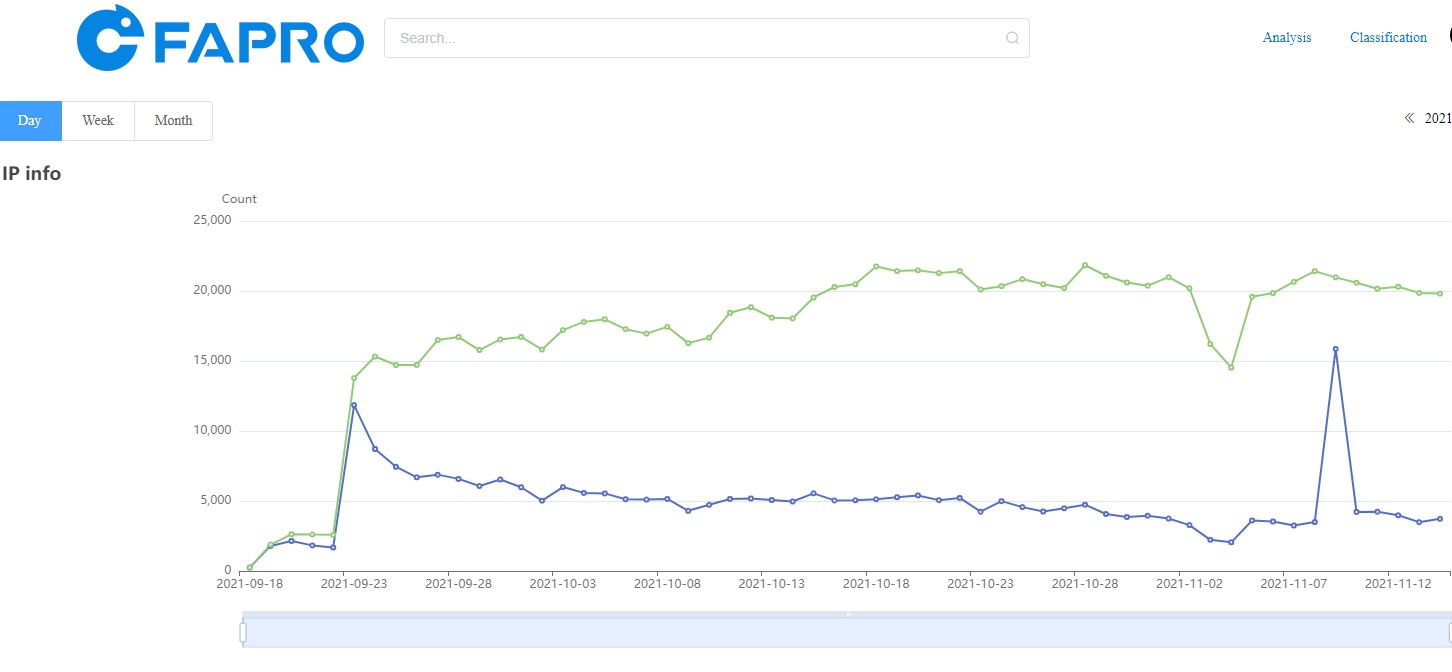 FAPRO
Search...
Analysis
Classification
Day
Week
Month
2021
IP info
Count
25,000
20,000
15,000
10,000
5,000
0
2021-09-18
2021-09-23
2021-09-28
2021-10-03
2021-10-08
2021-10-13
2021-10-18
2021-10-23
2021-10-28
2021-11-02
2021-11-07
2021-11-12